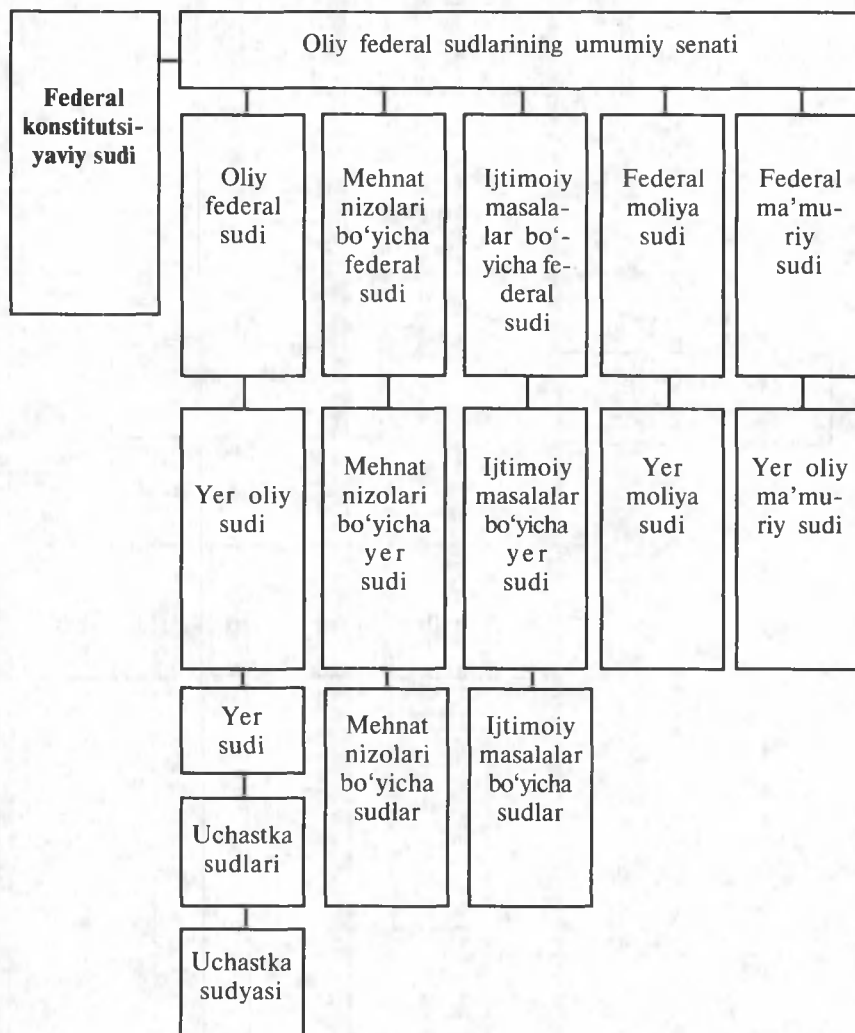 Oliy federal sudlarining umumiy senati
Federal
konstitutsi-
yaviy sudi
Oliy
federal
sudi
Mehnat
nizolari
bo‘yicha
federal
sudi
Ijtimoiy
masala-
lar bo‘-
yicha fe-
deral
sudi
Federal
moliya
sudi
Federal
ma’mu-
riy
sudi
Yer oliy
sudi
Mehnat
nizolari
bo‘yicha
yer
sudi
Ijtimoiy
masalalar
bo‘yicha
yer
sudi
Yer
moliya
sudi
Yer oliy
ma’mu-
riy sudi
Yer
sudi
Mehnat
nizolari
bo‘yicha
sudlar
Ijtimoiy
masalalar
bo‘yicha
sudlar
Uchastka
sudlari
Uchastka
sudyasi